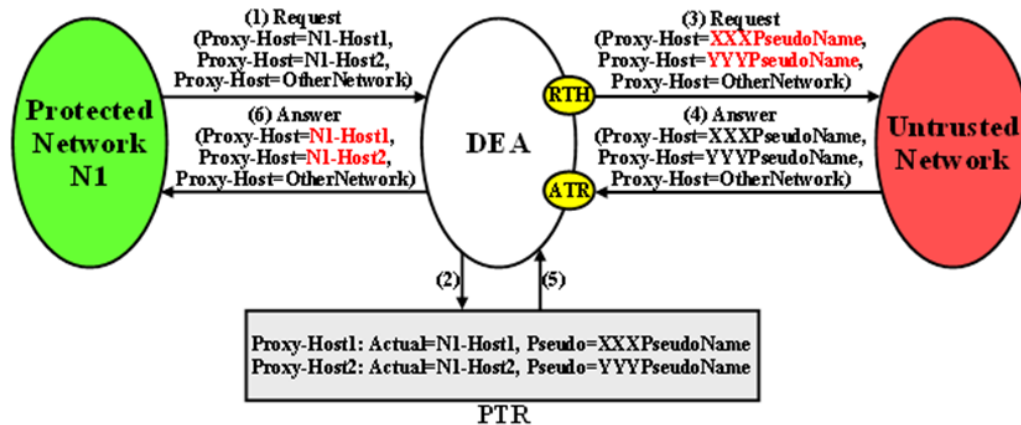 (1) Request
(Proxy-Host=N1-Host1,
Proxy-Host=N1-Host2,
Proxy-Host=OtherNetwork)
(3) Request
(Proxy-Host=XXXPseudoName,
Proxy-Host=YYYPseudoName,
Proxy-Host=OtherNetwork)
Protected
Network
N1
(6) Answer
(Proxy-Host=N1-Host1,
Proxy-Host=N1-Host2,
Proxy-Host=OtherNetwork)
DEA
RTH
ATR
(4) Answer
(Proxy-Host=XXXPseudoName,
Proxy-Host=YYYPseudoName,
Proxy-Host=OtherNetwork)
Untrusted
Network
(2)
(5)
Proxy-Host1: Actual=N1-Host1, Pseudo=XXXPseudoName
Proxy-Host2: Actual=N1-Host2, Pseudo=YYYPseudoName
PTR